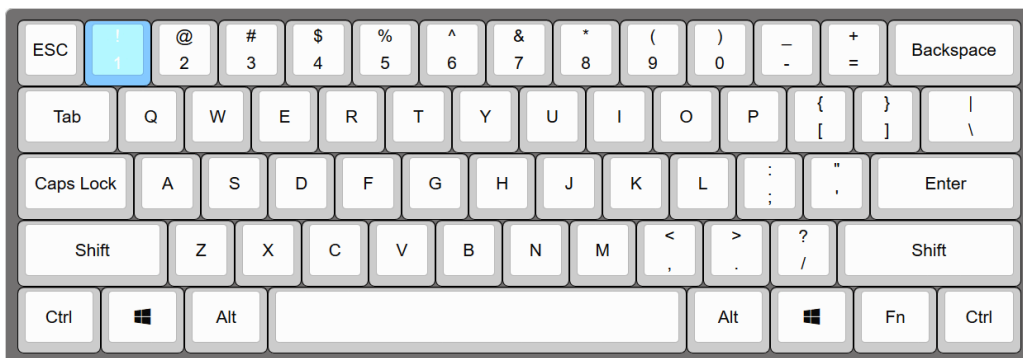 ESC ! @ # $ % ^ & * ( ) _ + Backspace
1 2 3 4 5 6 7 8 9 0 - =
Tab Q W E R T Y U I O P { } |
[ ] \
Caps Lock A S D F G H J K L : " Enter
; '
Shift Z X C V B N M < > ? Shift
, . /
Ctrl Alt Alt Fn Ctrl